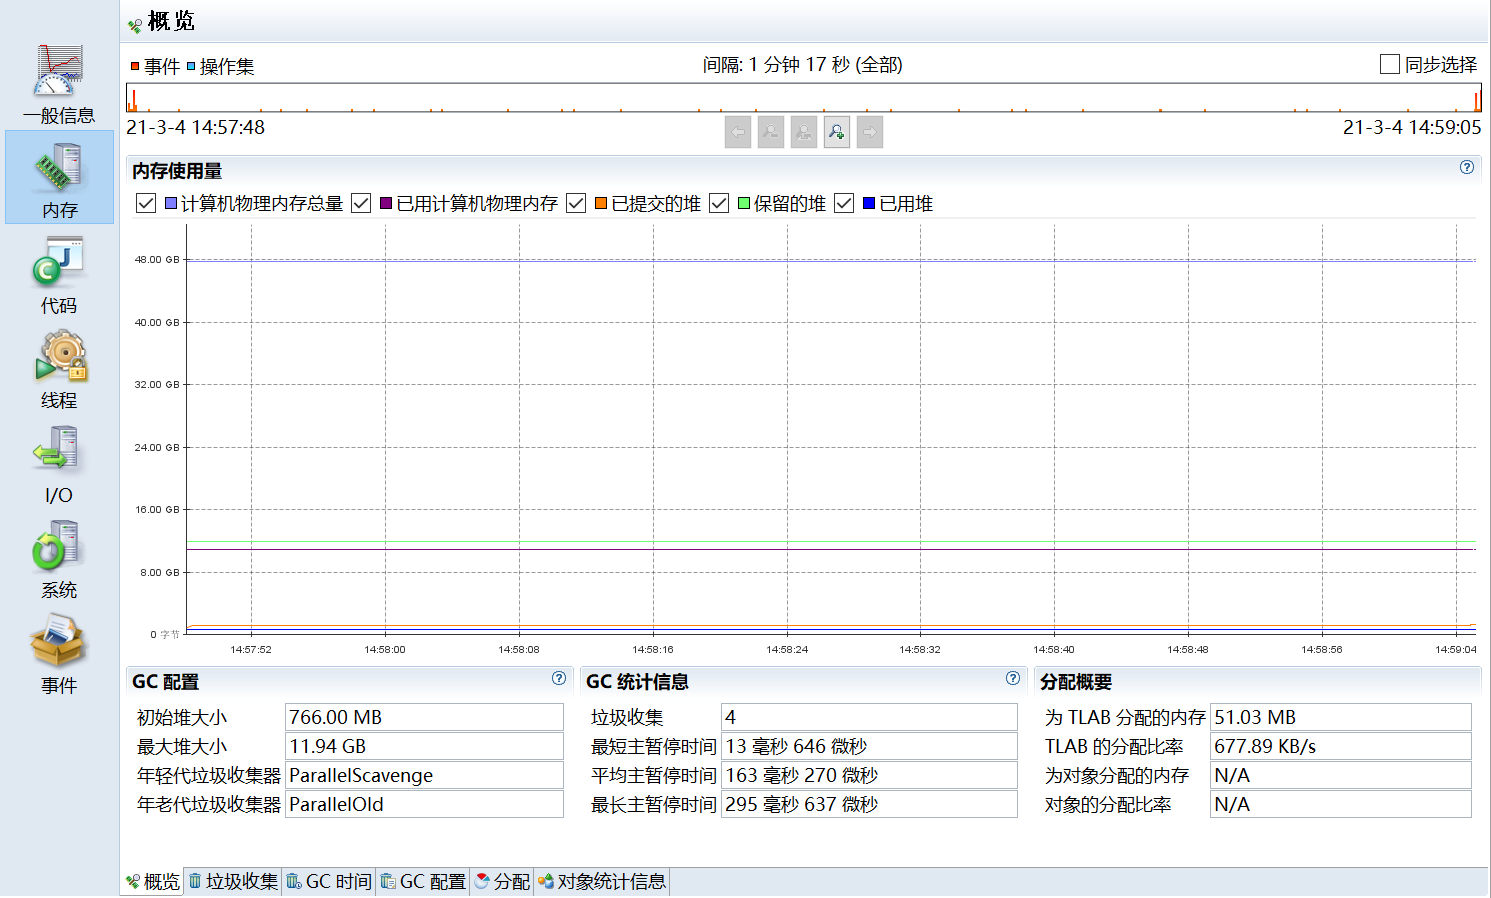 概览
一般信息
内存
代码
线程
I/O
系统
事件
事件 操作集
间隔: 1 分钟 17 秒 (全部)
同步选择
21-3-4 14:57:48
21-3-4 14:59:05
内存使用量
计算机物理内存总量 已用计算机物理内存 已提交的堆 保留的堆 已用堆
48.00 GB
40.00 GB
32.00 GB
24.00 GB
16.00 GB
8.00 GB
0 字节
14:57:52 14:58:00 14:58:08 14:58:16 14:58:24 14:58:32 14:58:40 14:58:48 14:58:56 14:59:04
GC 配置
初始堆大小 766.00 MB
最大堆大小 11.94 GB
年轻代垃圾收集器 ParallelScavenge
年老代垃圾收集器 ParallelOld
GC 统计信息
垃圾收集 4
最短主暂停时间 13 毫秒 646 微秒
平均主暂停时间 163 毫秒 270 微秒
最长主暂停时间 295 毫秒 637 微秒
分配概要
为 TLAB 分配的内存 51.03 MB
TLAB 的分配比率 677.89 KB/s
为对象分配的内存 N/A
对象的分配比率 N/A
概览 垃圾收集 GC 时间 GC 配置 分配 对象统计信息